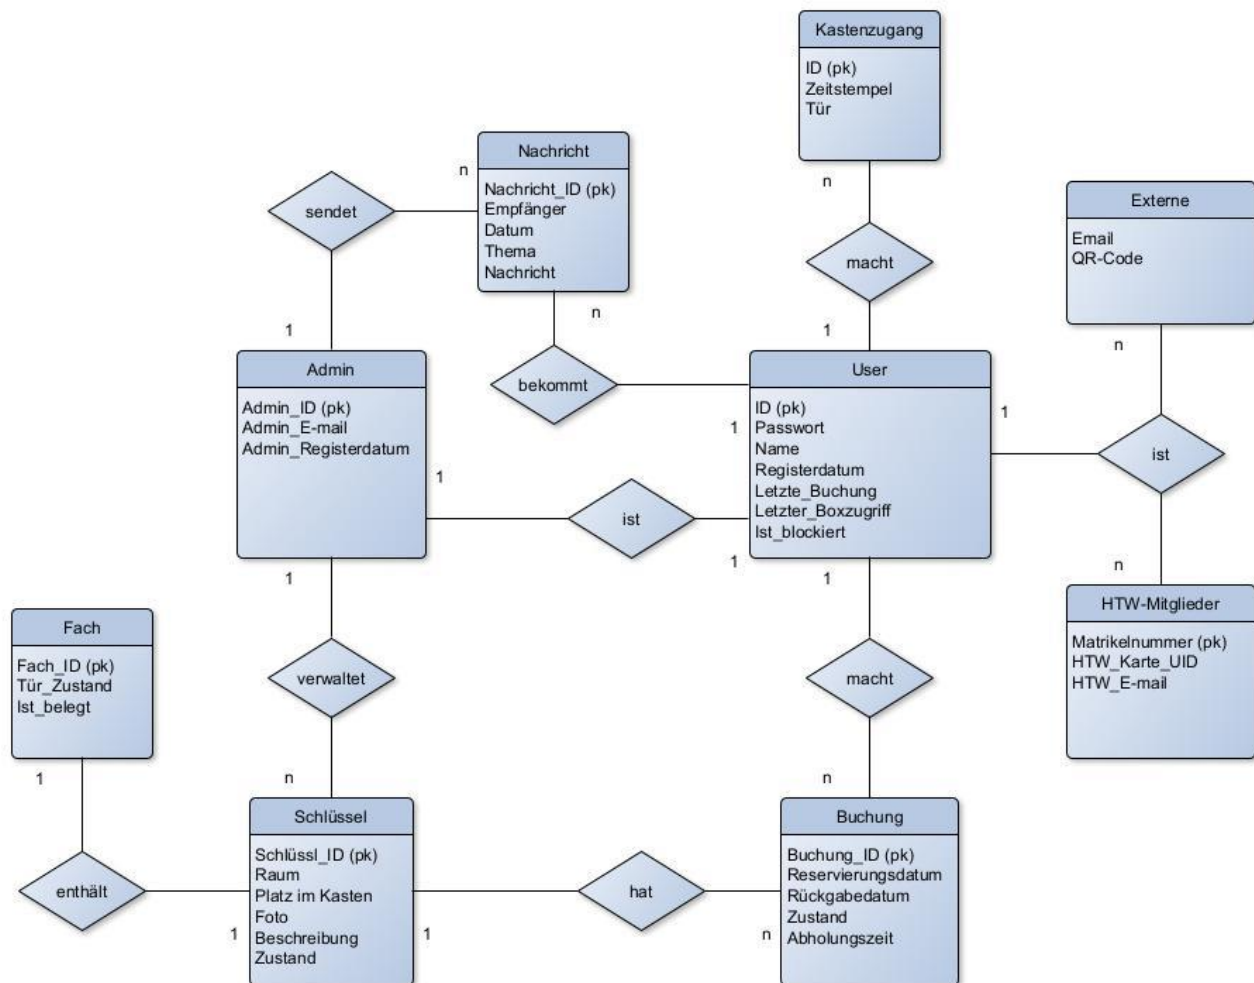 Kastenzugang
ID (pk)
Zeitstempel
Tür
n
macht
1
Nachricht
Nachricht_ID (pk)
Empfänger
Datum
Thema
Nachricht
n
sendet
1
n
bekommt
1
Externe
Email
QR-Code
n
ist
1
n
Admin
Admin_ID (pk)
Admin_E-mail
Admin_Registerdatum
1
ist
1
User
ID (pk)
Passwort
Name
Registerdatum
Letzte_Buchung
Letzter_Boxzugriff
Ist_blockiert
HTW-Mitglieder
Matrikelnummer (pk)
HTW_Karte_UID
HTW_E-mail
1
verwaltet
n
1
macht
n
Fach
Fach_ID (pk)
Tür_Zustand
Ist_belegt
1
enthält
1
Schlüssel
Schlüssl_ID (pk)
Raum
Platz im Kasten
Foto
Beschreibung
Zustand
1
hat
n
Buchung
Buchung_ID (pk)
Reservierungsdatum
Rückgabedatum
Zustand
Abholungszeit